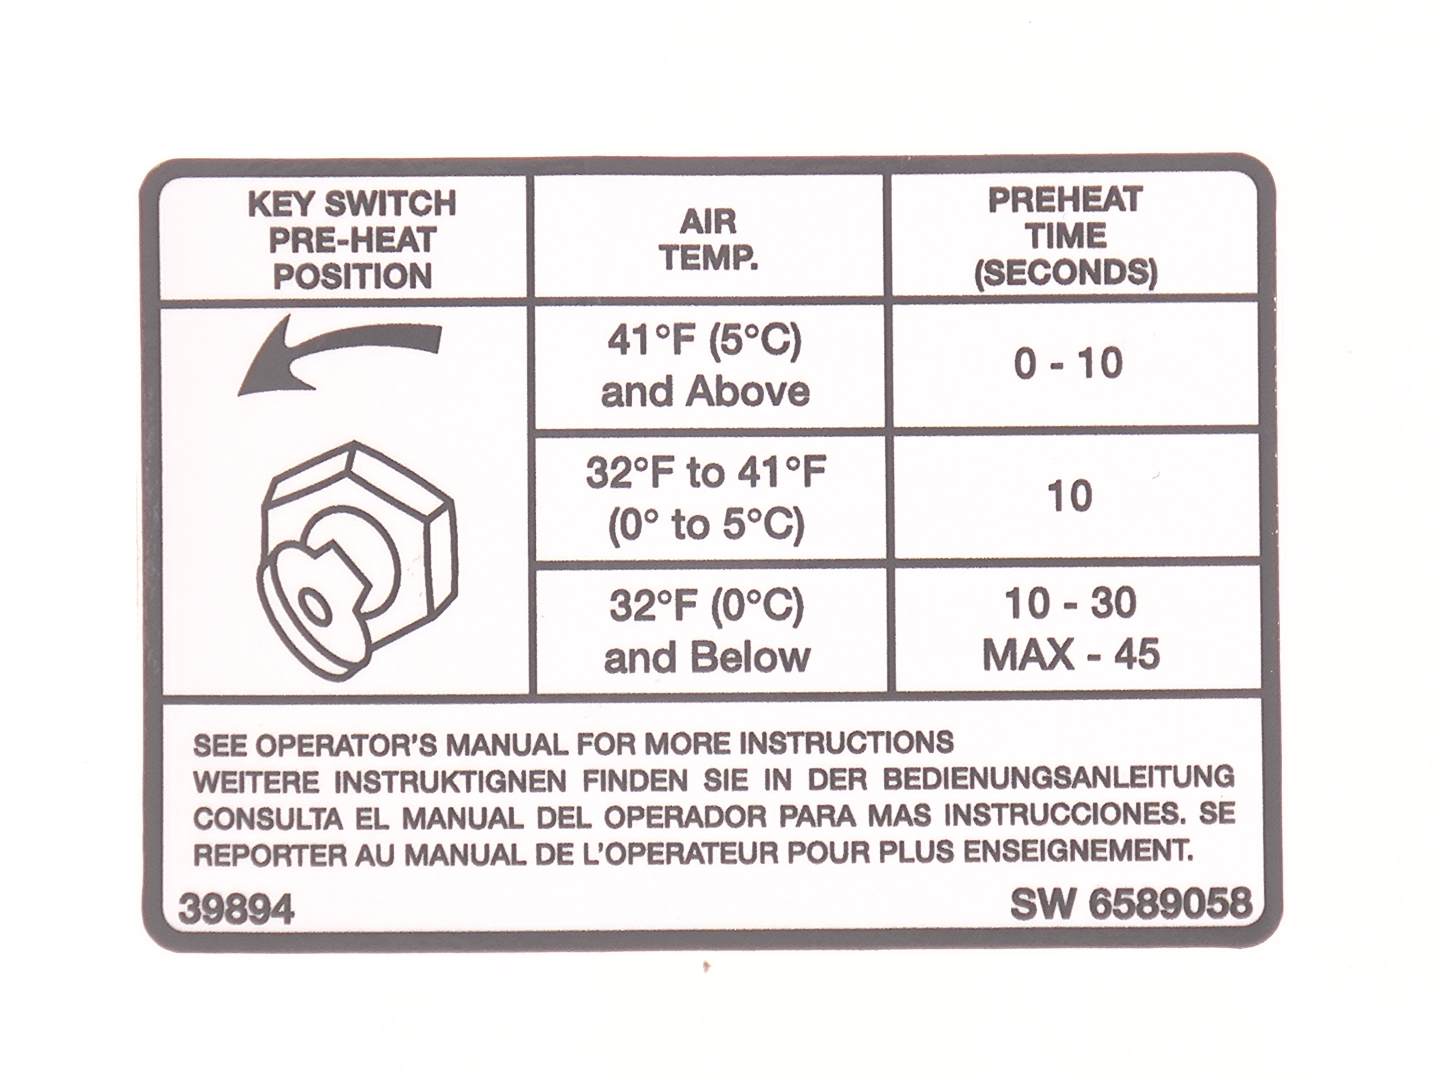 KEY SWITCH
PRE-HEAT
POSITION
AIR
TEMP.
PREHEAT
TIME
(SECONDS)
41°F (5°C)
and Above
0 - 10
32°F to 41°F
(0° to 5°C)
10
32°F (0°C)
and Below
10 - 30
MAX - 45
SEE OPERATOR'S MANUAL FOR MORE INSTRUCTIONS
WEITERE INSTRUKTIGNEN FINDEN SIE IN DER BEDIENUNGSANLEITUNG
CONSULTA EL MANUAL DEL OPERADOR PARA MAS INSTRUCCIONES. SE
REPORTER AU MANUAL DE L'OPERATEUR POUR PLUS ENSEIGNEMENT.
39894
SW 6589058